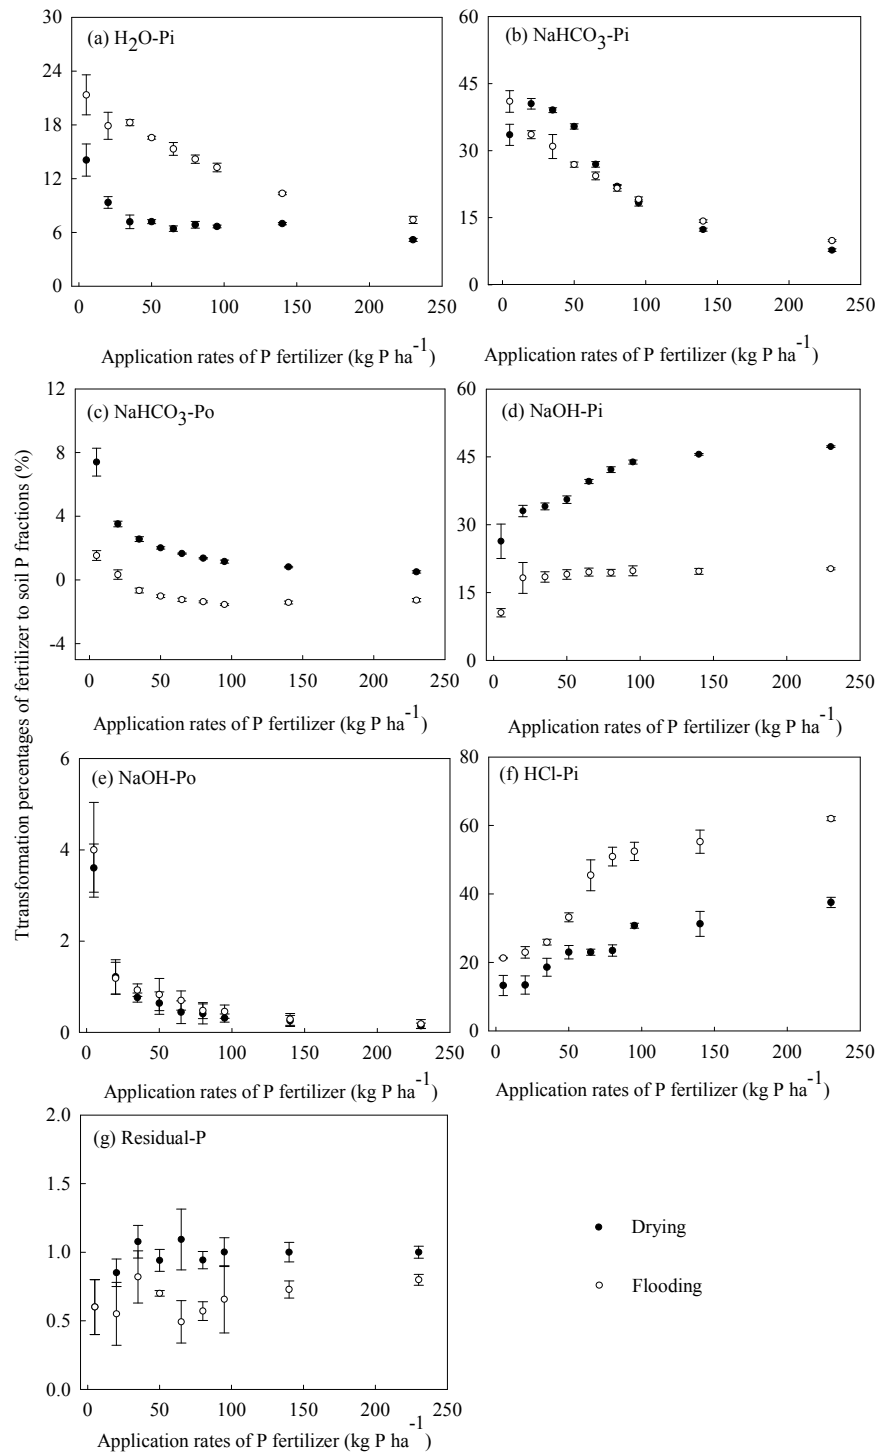 Ttransformation percentages of fertilizer to soil P fractions (%)
(a) H2O-Pi
30
24
18
12
6
0
0 50 100 150 200 250
Application rates of P fertilizer (kg P ha-1)
(b) NaHCO3-Pi
60
45
30
15
0
0 50 100 150 200 250
Application rates of P fertilizer (kg P ha-1)
(c) NaHCO3-Po
12
8
4
0
-4
0 50 100 150 200 250
Application rates of P fertilizer (kg P ha-1)
(d) NaOH-Pi
60
45
30
15
0
0 50 100 150 200 250
Application rates of P fertilizer (kg P ha-1)
(e) NaOH-Po
6
4
2
0
0 50 100 150 200 250
Application rates of P fertilizer (kg P ha-1)
(f) HCl-Pi
80
60
40
20
0
0 50 100 150 200 250
Application rates of P fertilizer (kg P ha-1)
(g) Residual-P
2.0
1.5
1.0
0.5
0.0
0 50 100 150 200 250
Application rates of P fertilizer (kg P ha-1)
Drying
Flooding